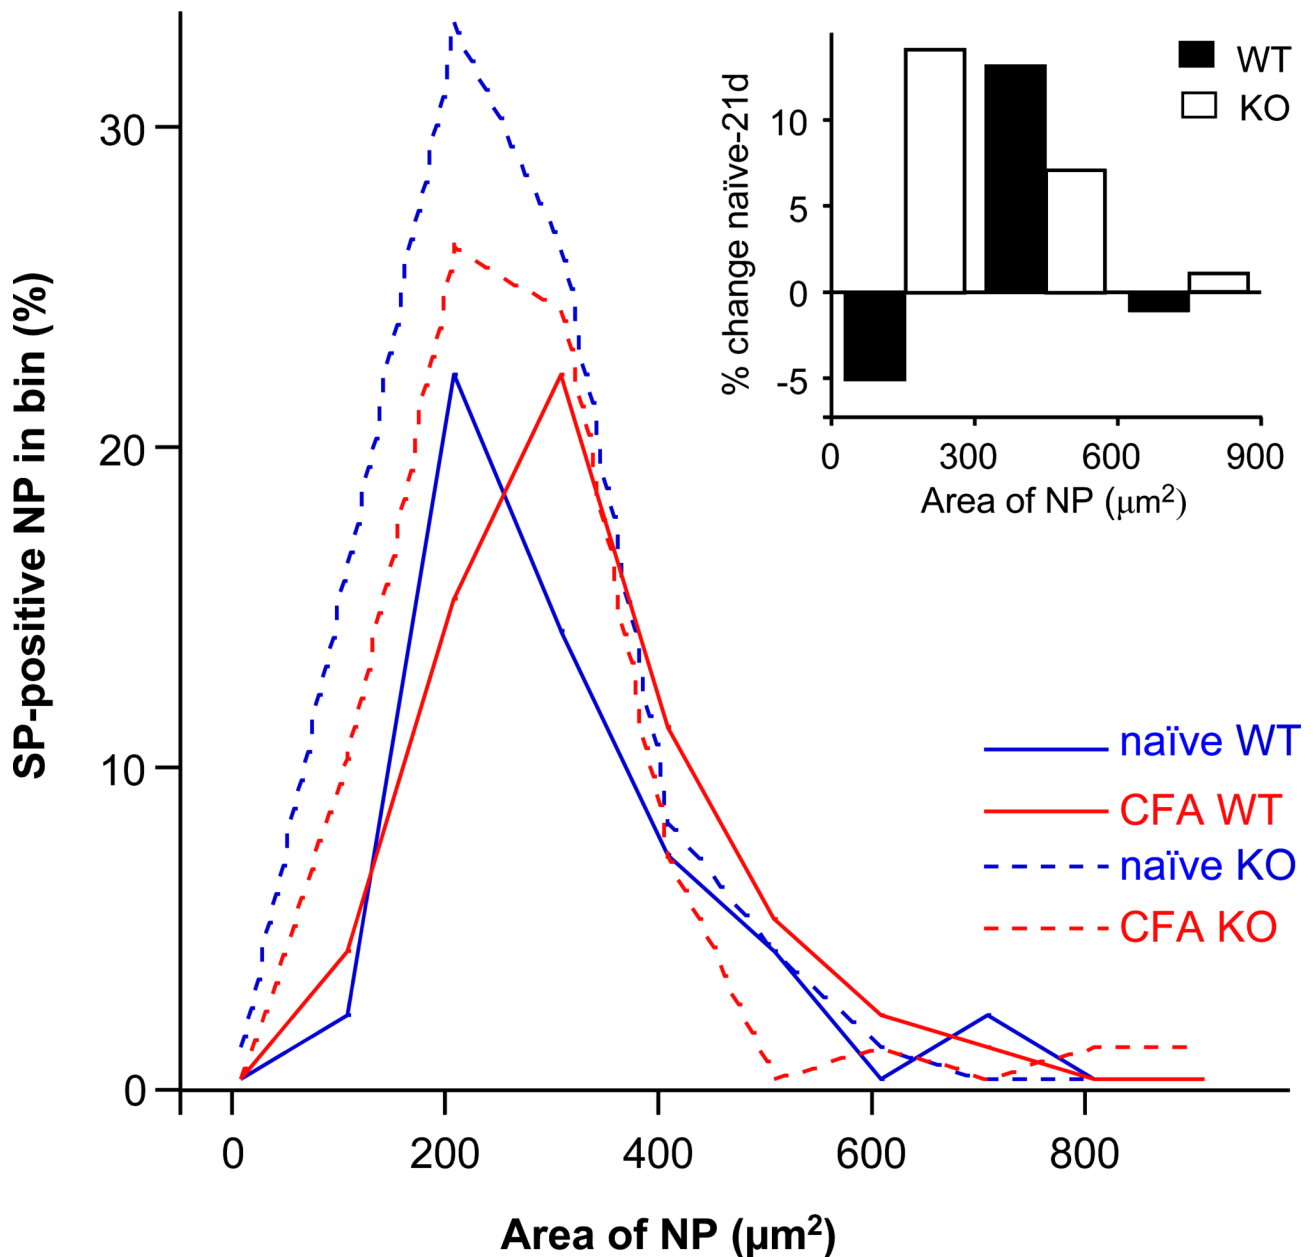 SP-positive NP in bin (%)
30
20
10
0
0 200 400 600 800
Area of NP (µm²)
% change naïve-21d
10
5
0
-5
0 300 600 900
Area of NP (µm²)
WT
KO
naïve WT
CFA WT
naïve KO
CFA KO